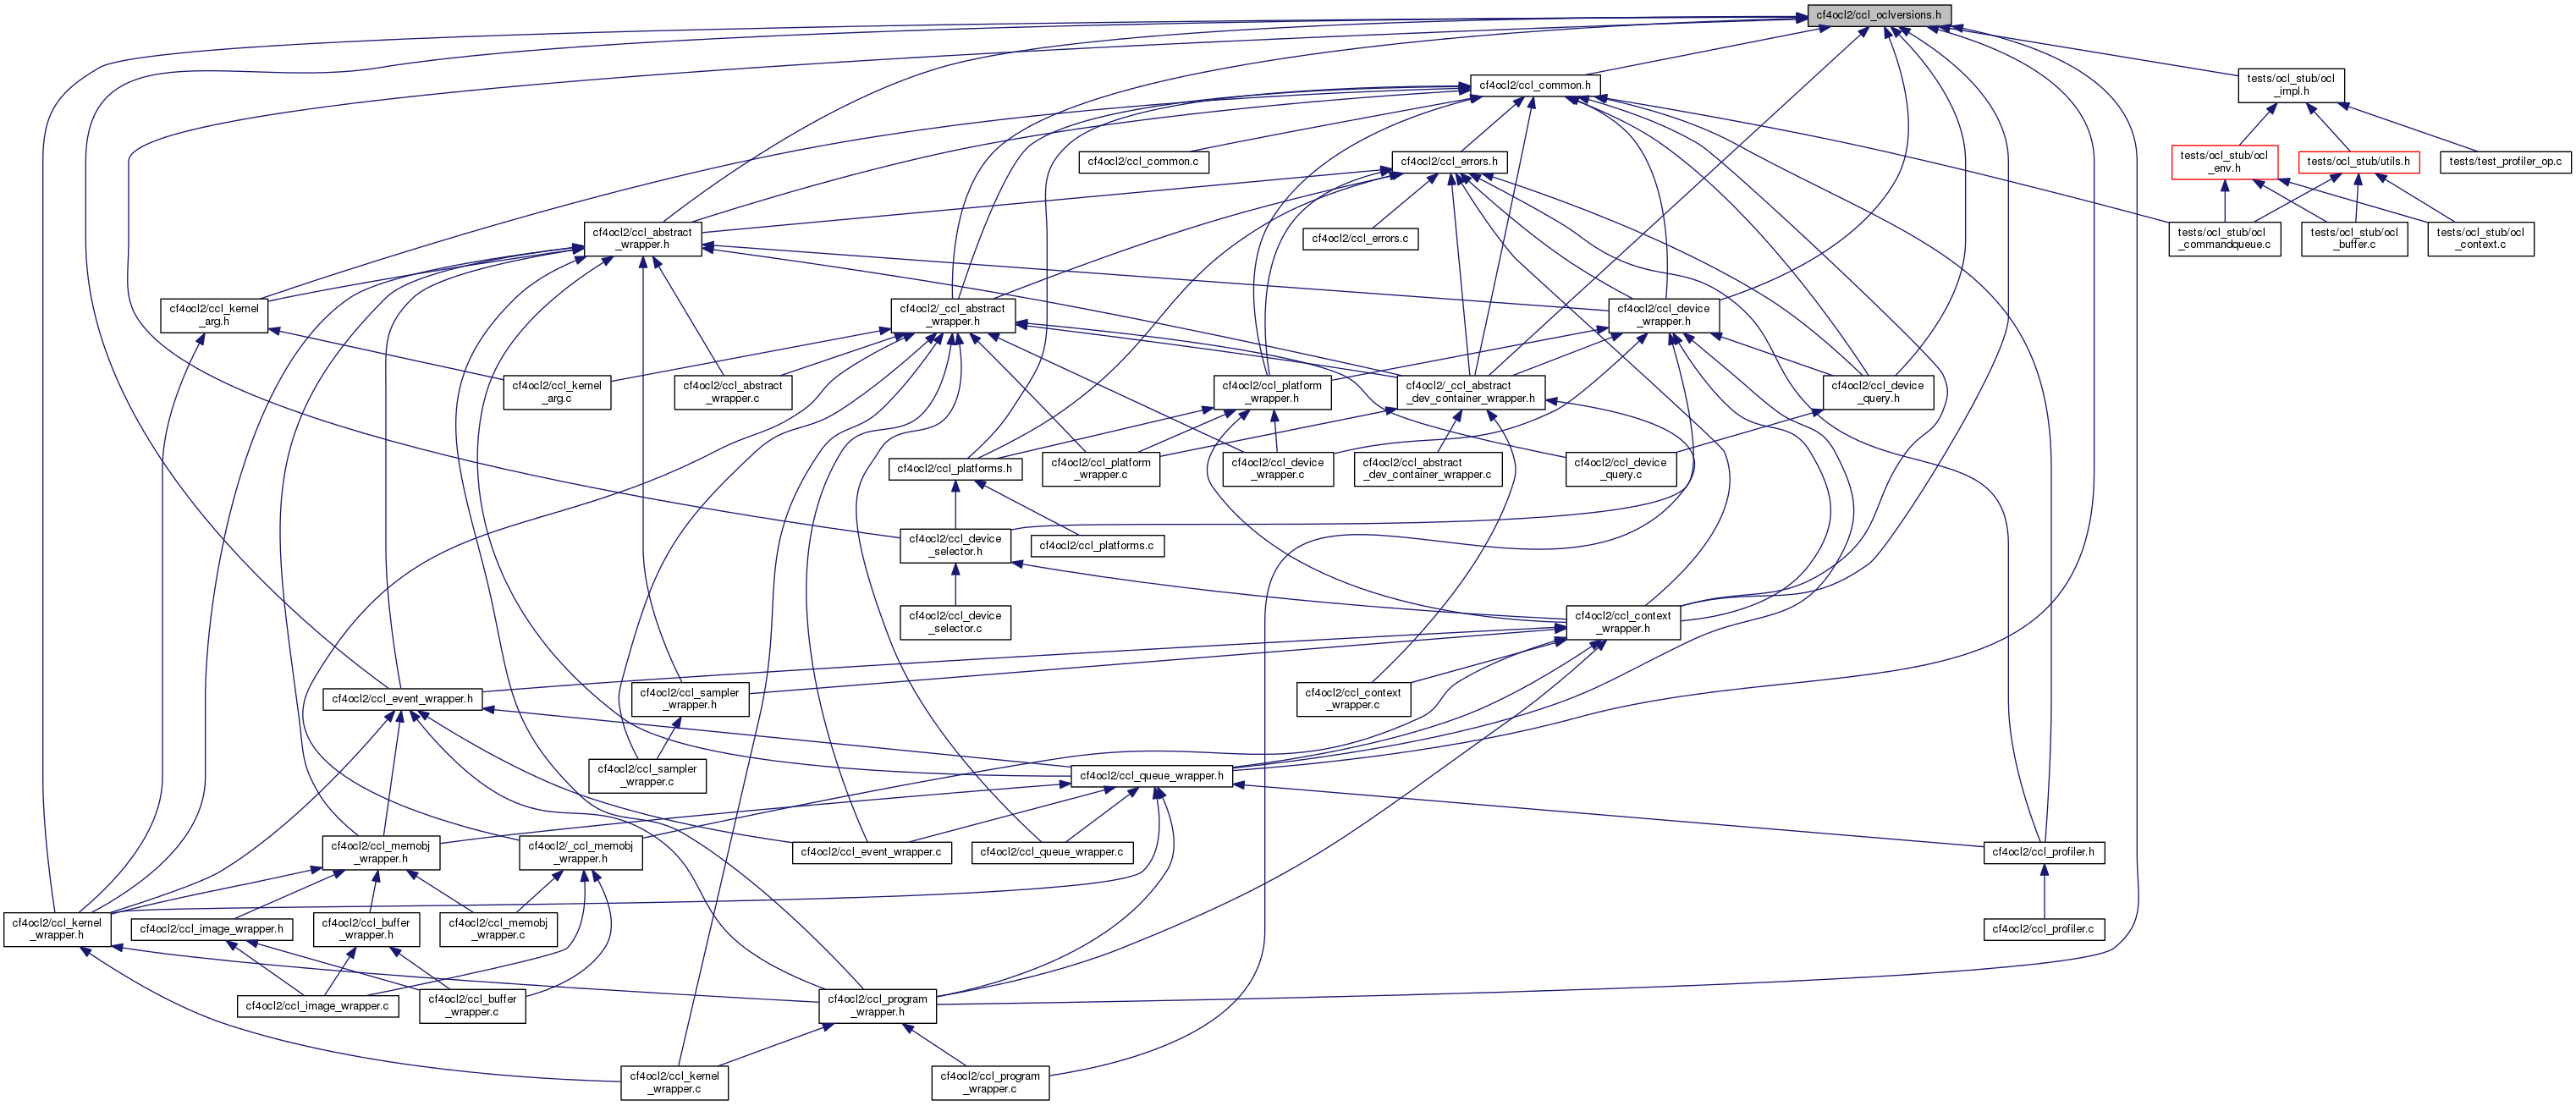 cf4ocl2/ccl_oclversions.h
cf4ocl2/ccl_common.h
tests/ocl_stub/ocl
_impl.h
cf4ocl2/ccl_common.c
cf4ocl2/ccl_errors.h
tests/ocl_stub/ocl
_env.h
tests/ocl_stub/utils.h
tests/test_profiler_op.c
cf4ocl2/ccl_abstract
_wrapper.h
cf4ocl2/ccl_errors.c
tests/ocl_stub/ocl
_commandqueue.c
tests/ocl_stub/ocl
_buffer.c
tests/ocl_stub/ocl
_context.c
cf4ocl2/ccl_kernel
_arg.h
cf4ocl2/_ccl_abstract
_wrapper.h
cf4ocl2/ccl_device
_wrapper.h
cf4ocl2/ccl_kernel
_arg.c
cf4ocl2/ccl_abstract
_wrapper.c
cf4ocl2/ccl_platform
_wrapper.h
cf4ocl2/_ccl_abstract
_dev_container_wrapper.h
cf4ocl2/ccl_device
_query.h
cf4ocl2/ccl_platforms.h
cf4ocl2/ccl_platform
_wrapper.c
cf4ocl2/ccl_device
_wrapper.c
cf4ocl2/ccl_abstract
_dev_container_wrapper.c
cf4ocl2/ccl_device
_query.c
cf4ocl2/ccl_device
_selector.h
cf4ocl2/ccl_platforms.c
cf4ocl2/ccl_device
_selector.c
cf4ocl2/ccl_context
_wrapper.h
cf4ocl2/ccl_event_wrapper.h
cf4ocl2/ccl_sampler
_wrapper.h
cf4ocl2/ccl_context
_wrapper.c
cf4ocl2/ccl_sampler
_wrapper.c
cf4ocl2/ccl_queue_wrapper.h
cf4ocl2/ccl_memobj
_wrapper.h
cf4ocl2/_ccl_memobj
_wrapper.h
cf4ocl2/ccl_event_wrapper.c
cf4ocl2/ccl_queue_wrapper.c
cf4ocl2/ccl_profiler.h
cf4ocl2/ccl_kernel
_wrapper.h
cf4ocl2/ccl_image_wrapper.h
cf4ocl2/ccl_buffer
_wrapper.h
cf4ocl2/ccl_memobj
_wrapper.c
cf4ocl2/ccl_profiler.c
cf4ocl2/ccl_image_wrapper.c
cf4ocl2/ccl_buffer
_wrapper.c
cf4ocl2/ccl_program
_wrapper.h
cf4ocl2/ccl_kernel
_wrapper.c
cf4ocl2/ccl_program
_wrapper.c